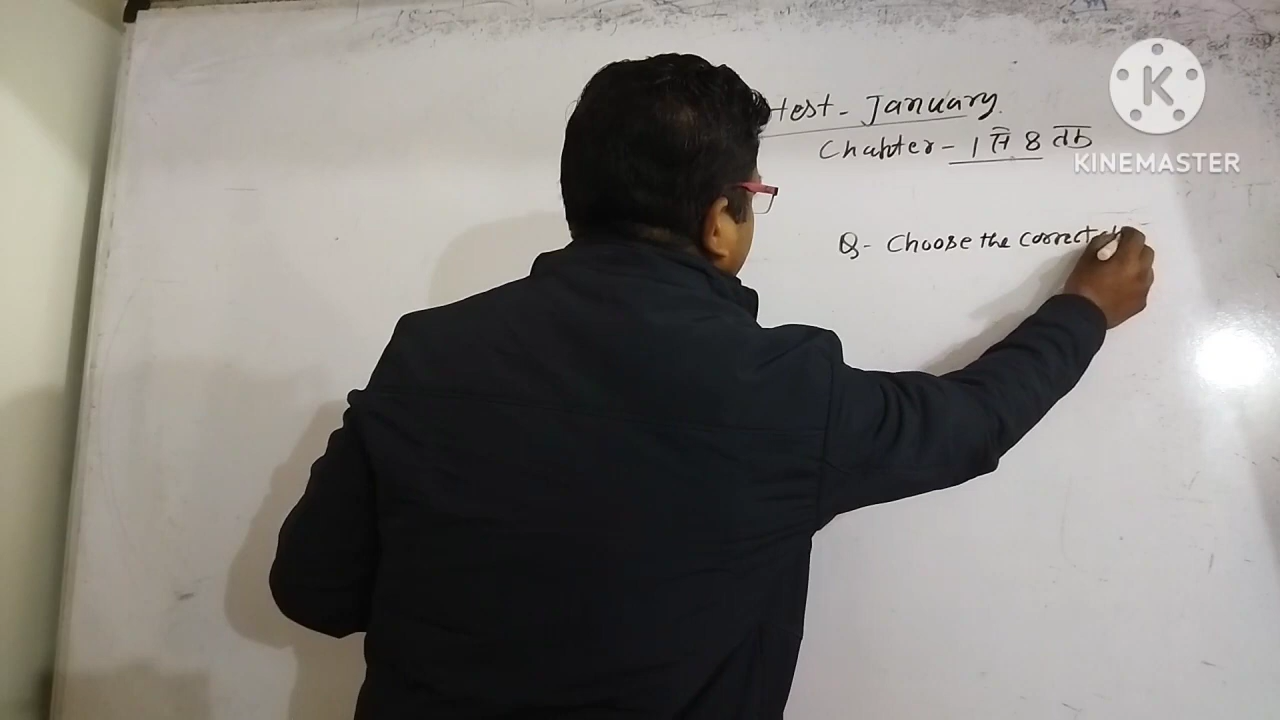 test - January
Chapter - 1 से 8 तक
Q - Choose the correct
K
KINEMASTER